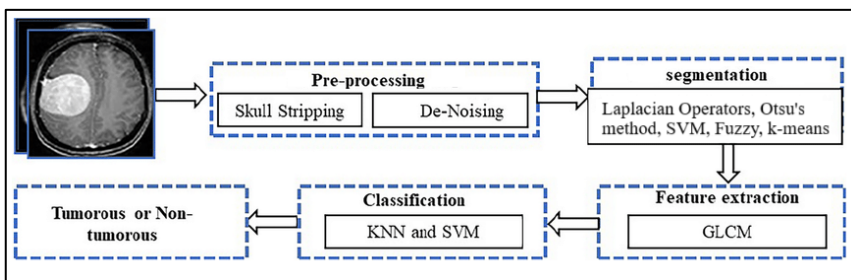 Pre-processing
Skull Stripping
De-Noising
segmentation
Laplacian Operators, Otsu's
method, SVM, Fuzzy, k-means
Feature extraction
GLCM
Classification
KNN and SVM
Tumorous or Non-
tumorous